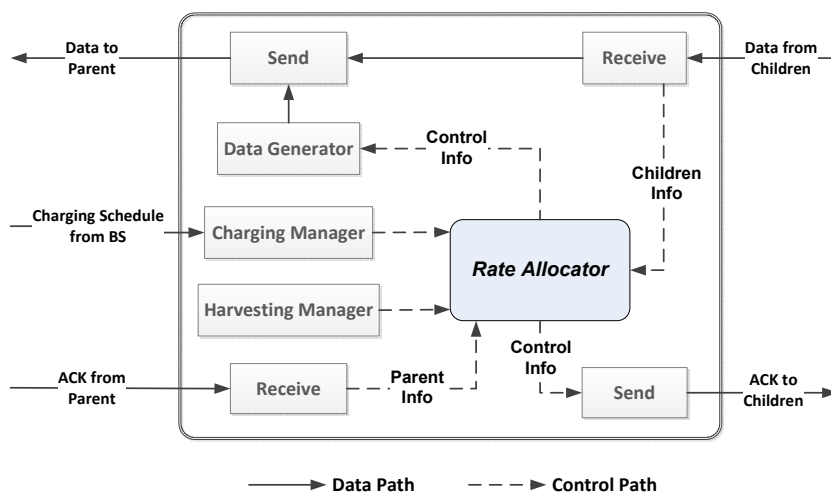 Data to
Parent
Send
Receive
Data from
Children
Data Generator
Control
Info
Children
Info
Charging Schedule
from BS
Charging Manager
Rate Allocator
Harvesting Manager
ACK from
Parent
Receive
Parent
Info
Control
Info
Send
ACK to
Children
Data Path
Control Path